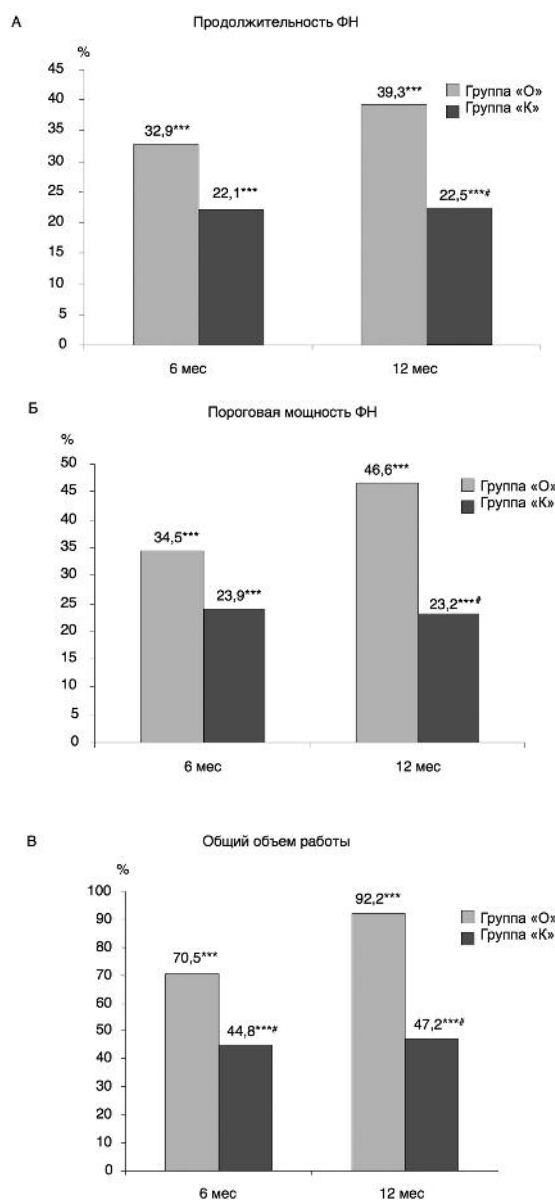 А
Продолжительность ФН
%
45
40
35
30
25
20
15
10
5
0
32,9***
22,1***
39,3***
22,5***#
Группа «О»
Группа «К»
6 мес
12 мес
Б
Пороговая мощность ФН
%
50
45
40
35
30
25
20
15
10
5
0
34,5***
23,9***
46,6***
23,2***#
Группа «О»
Группа «К»
6 мес
12 мес
В
Общий объем работы
%
100
90
80
70
60
50
40
30
20
10
0
70,5***
44,8***#
92,2***
47,2***#
Группа «О»
Группа «К»
6 мес
12 мес